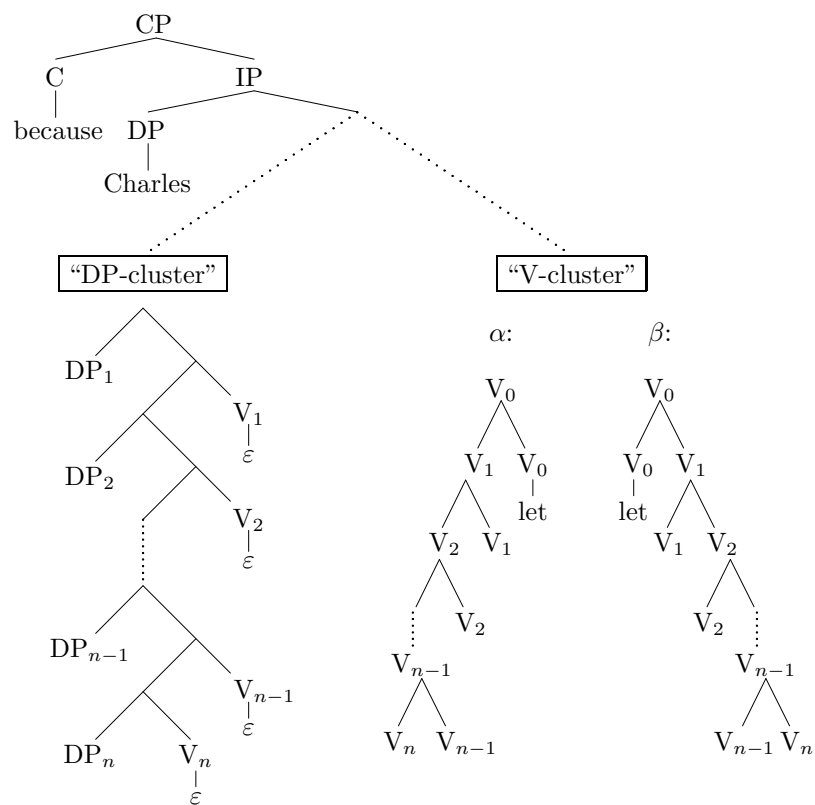 CP
C IP
because DP
Charles
“DP-cluster” “V-cluster”
α: β:
DP₁ V₀ V₀
V₁
ε
V₁ V₀ V₀ V₁
DP₂
let let
V₂
ε
V₂ V₁ V₁ V₂
V₂ V₂
DPₙ₋₁ Vₙ₋₁ Vₙ₋₁
Vₙ₋₁
ε
DPₙ Vₙ Vₙ Vₙ₋₁ Vₙ₋₁ Vₙ
ε